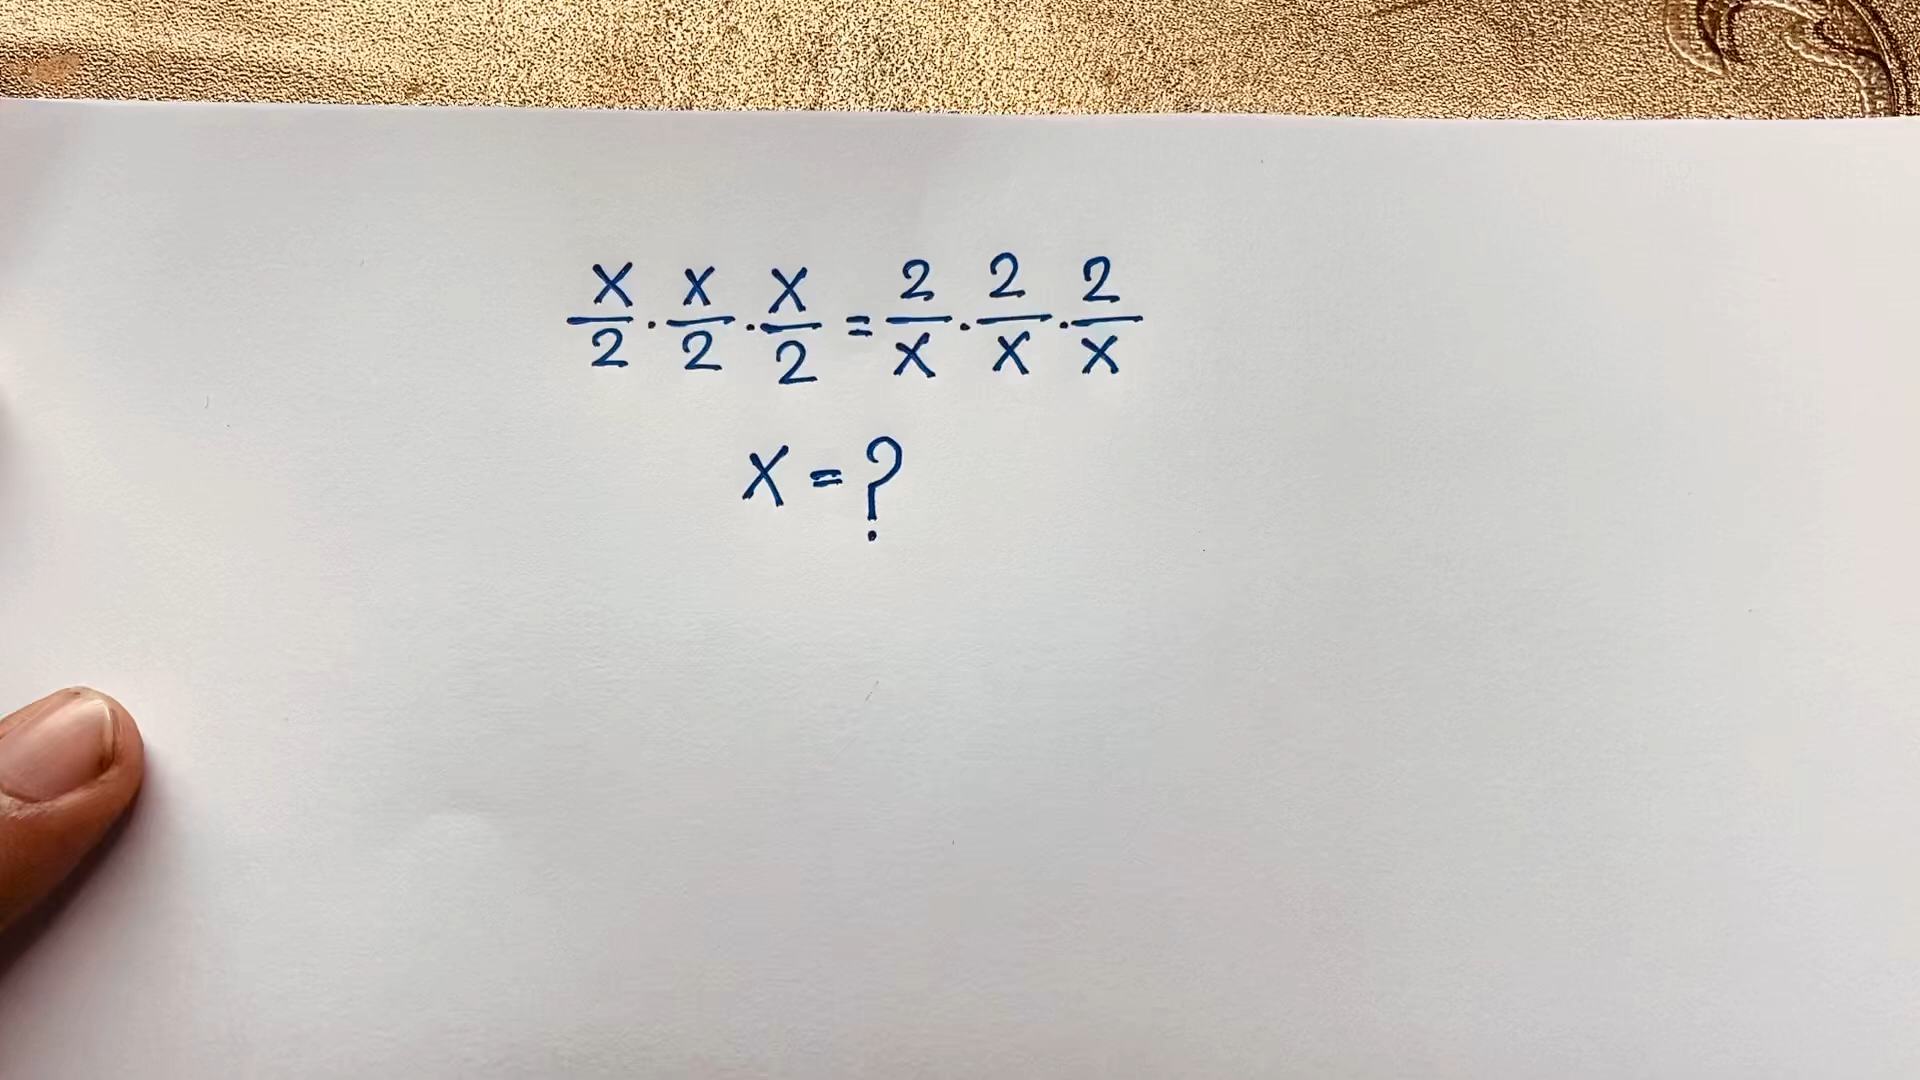 x/2 . x/2 . x/2 = 2/x . 2/x . 2/x
x = ?